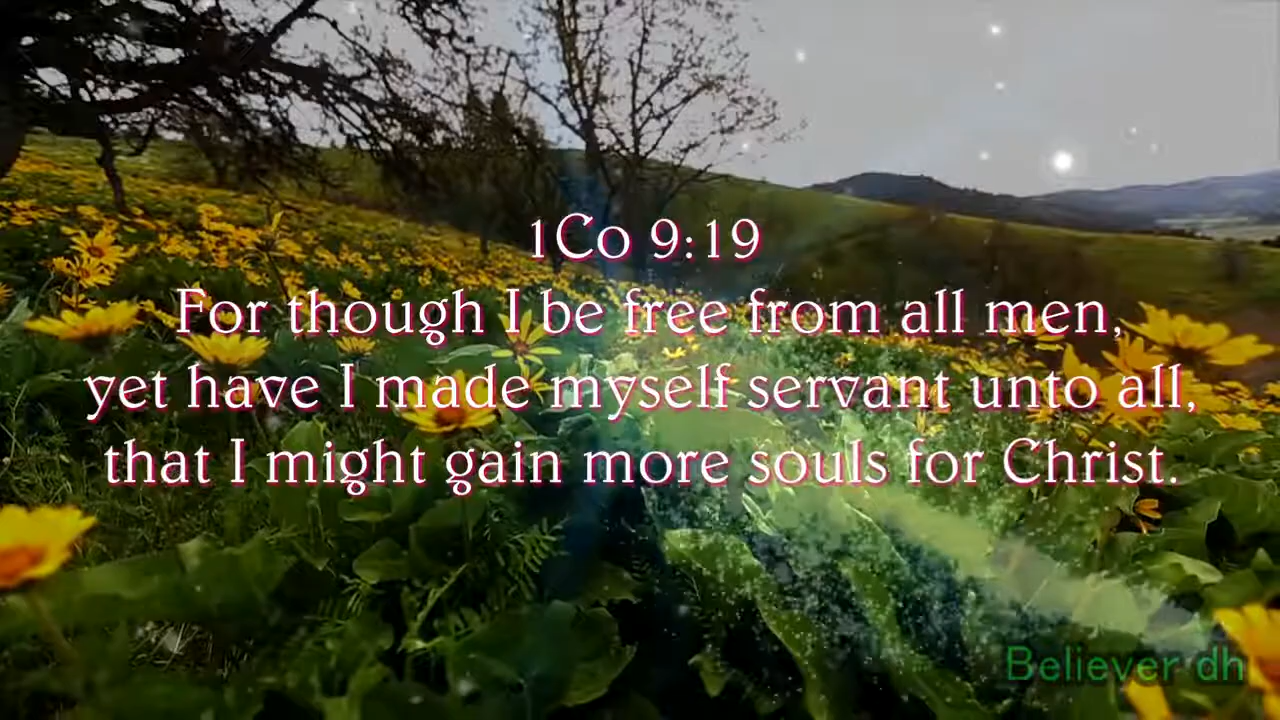 1Co 9:19
For though I be free from all men,
yet have I made myself servant unto all,
that I might gain more souls for Christ.
Believer dh